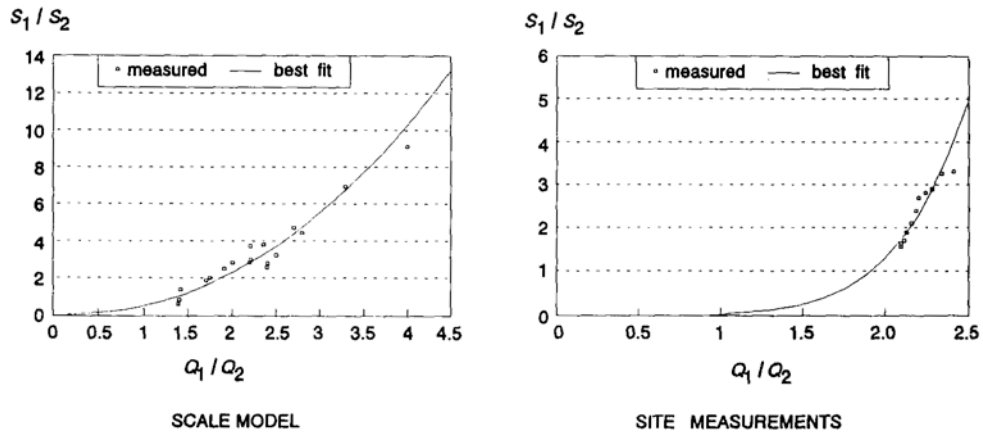 S1 / S2
14
12
10
8
6
4
2
0
measured best fit
0 0.5 1 1.5 2 2.5 3 3.5 4 4.5
Q1 / Q2
SCALE MODEL
S1 / S2
6
5
4
3
2
1
0
measured best fit
0 0.5 1 1.5 2.0 2.5
Q1 / Q2
SITE MEASUREMENTS